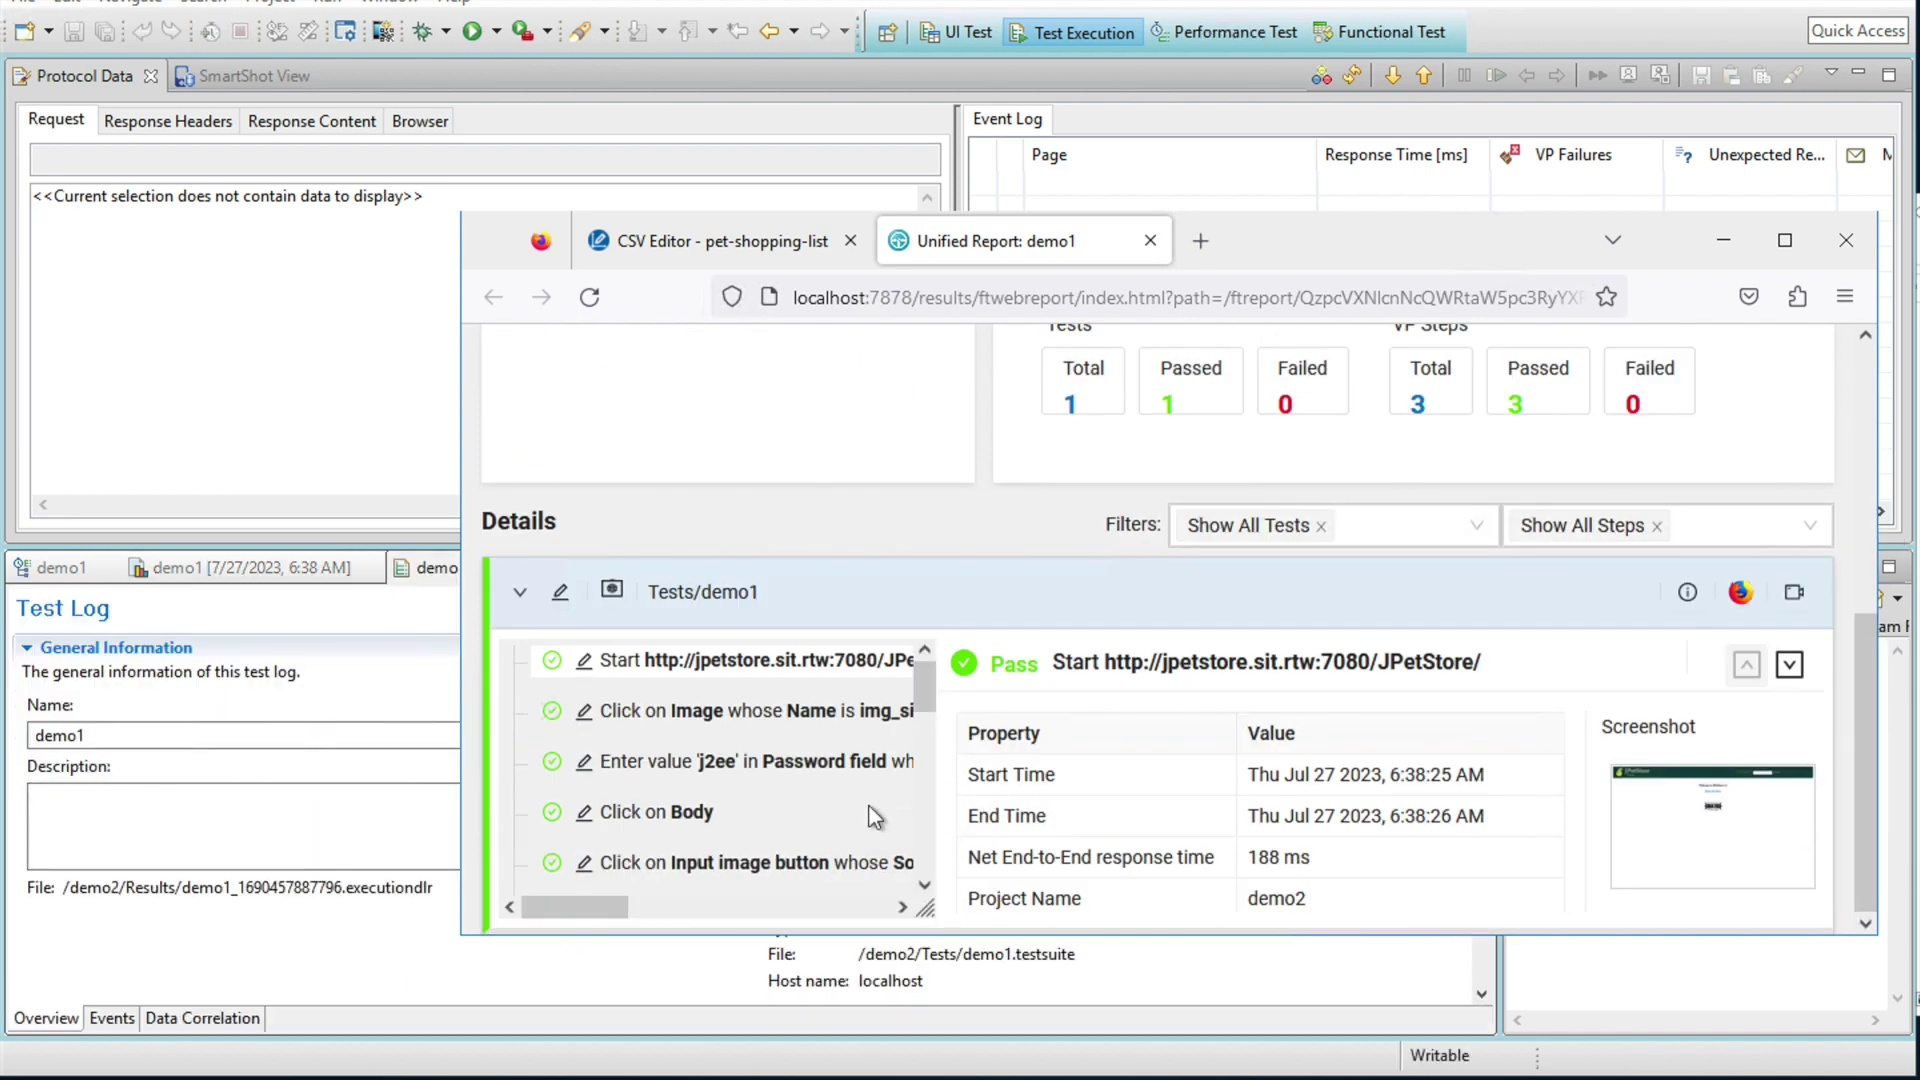 UI Test
Test Execution
Performance Test
Functional Test
Quick Access
Protocol Data
SmartShot View
Request
Response Headers
Response Content
Browser
Event Log
Page
Response Time [ms]
VP Failures
Unexpected Re...
<<Current selection does not contain data to display>>
CSV Editor - pet-shopping-list
Unified Report: demo1
localhost:7878/results/ftwebreport/index.html?path=/ftreport/QzpcVXNlcnNcQWRtaW5pc3RyYXR
Tests
VP Steps
Total
Passed
Failed
Total
Passed
Failed
1
1
0
3
3
0
Details
Filters:
Show All Tests
Show All Steps
demo1
demo1 [7/27/2023, 6:38 AM]
demo
Tests/demo1
Test Log
General Information
The general information of this test log.
Name:
demo1
Description:
File: /demo2/Results/demo1_1690457887796.executiondlr
Start http://jpetstore.sit.rtw:7080/JPe
Click on Image whose Name is img_si
Enter value 'j2ee' in Password field wh
Click on Body
Click on Input image button whose So
Pass Start http://jpetstore.sit.rtw:7080/JPetStore/
Property
Value
Start Time
Thu Jul 27 2023, 6:38:25 AM
End Time
Thu Jul 27 2023, 6:38:26 AM
Net End-to-End response time
188 ms
Project Name
demo2
Screenshot
File: /demo2/Tests/demo1.testsuite
Host name: localhost
Overview
Events
Data Correlation
Writable